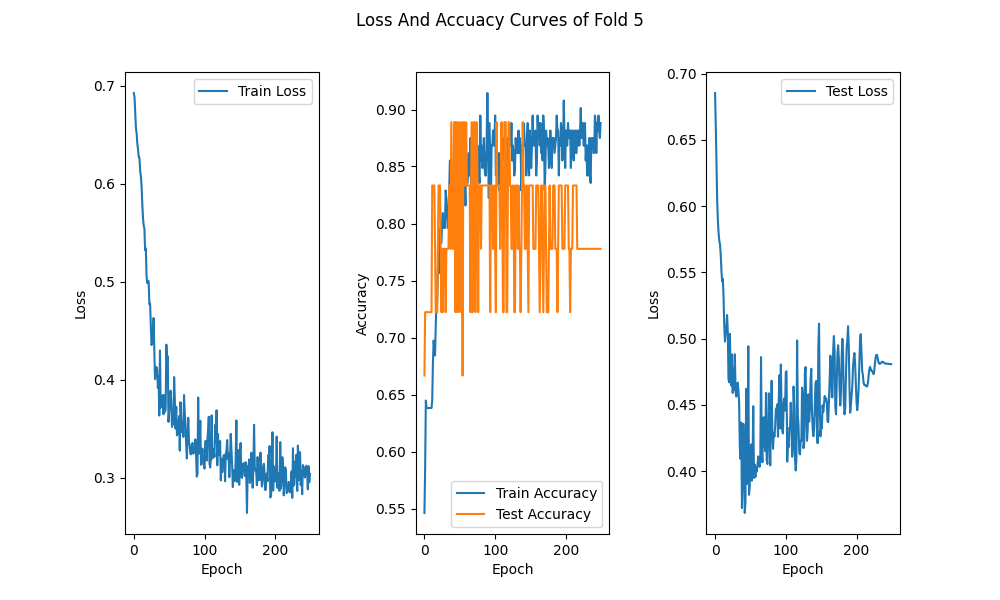 Loss And Accuacy Curves of Fold 5
Train Loss
0.7
0.6
0.5
0.4
0.3
Loss
0 100 200
Epoch
0.90
0.85
0.80
0.75
0.70
0.65
0.60
0.55
Accuracy
Train Accuracy
Test Accuracy
0 100 200
Epoch
Test Loss
0.70
0.65
0.60
0.55
0.50
0.45
0.40
Loss
0 100 200
Epoch